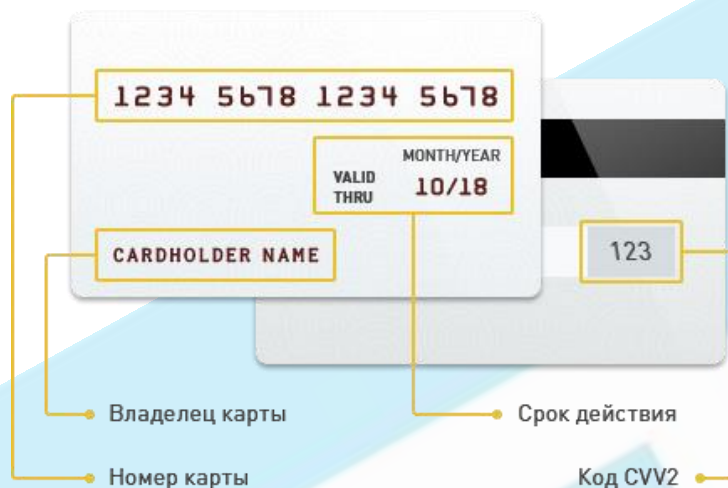 1234 5678 1234 5678
MONTH/YEAR
VALID
THRU
10/18
CARDHOLDER NAME
123
Владелец карты
Срок действия
Номер карты
Код CVV2